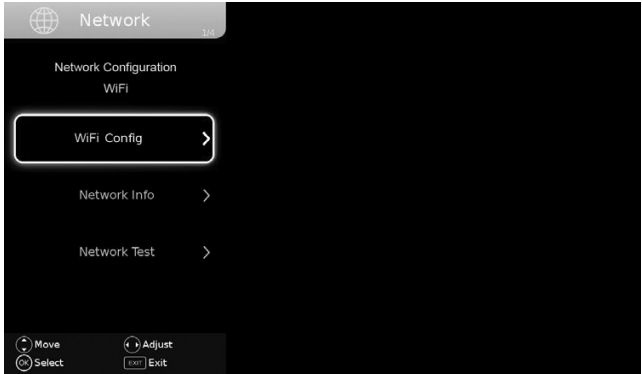 Network
1/4
Network Configuration
WiFi
WiFi Config
Network Info
Network Test
Move Adjust
OK Select EXIT Exit